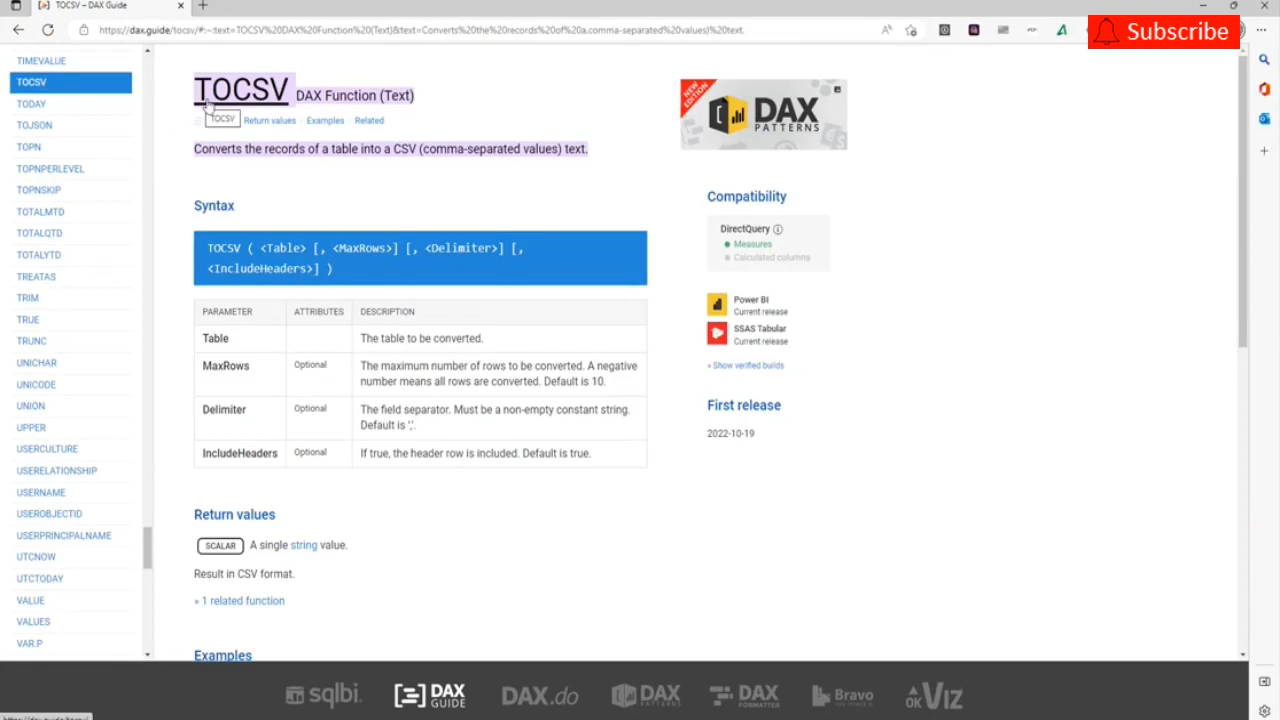 TOCSV – DAX Guide
https://dax.guide/tocsv/#:~:text=TOCSV%20DAX%20Function%20(Text)&text=Converts%20the%20records%20of%20a,comma-separated%20values)%20text.
Subscribe
TIMEVALUE
TOCSV
TODAY
TOJSON
TOPN
TOPNPERLEVEL
TOPNSKIP
TOTALMTD
TOTALQTD
TOTALYTD
TREATAS
TRIM
TRUE
TRUNC
UNICHAR
UNICODE
UNION
UPPER
USERCULTURE
USERELATIONSHIP
USERNAME
USEROBJECTID
USERPRINCIPALNAME
UTCNOW
UTCTODAY
VALUE
VALUES
VAR.P
TOCSV DAX Function (Text)
TOCSV Return values Examples Related
Converts the records of a table into a CSV (comma-separated values) text.
Syntax
TOCSV ( <Table> [, <MaxRows>] [, <Delimiter>] [,
<IncludeHeaders>] )
PARAMETER ATTRIBUTES DESCRIPTION
Table The table to be converted.
MaxRows Optional The maximum number of rows to be converted. A negative
number means all rows are converted. Default is 10.
Delimiter Optional The field separator. Must be a non-empty constant string.
Default is ','.
IncludeHeaders Optional If true, the header row is included. Default is true.
Return values
SCALAR A single string value.
Result in CSV format.
» 1 related function
Examples
NEW
EDITION
DAX
PATTERNS
Compatibility
DirectQuery
Measures
Calculated columns
Power BI
Current release
SSAS Tabular
Current release
» Show verified builds
First release
2022-10-19
sqlbi.
DAX
GUIDE
DAX.do
DAX
PATTERNS
DAX
FORMATTER
Bravo
OK VIZ
https://dax.guide/tocsv/